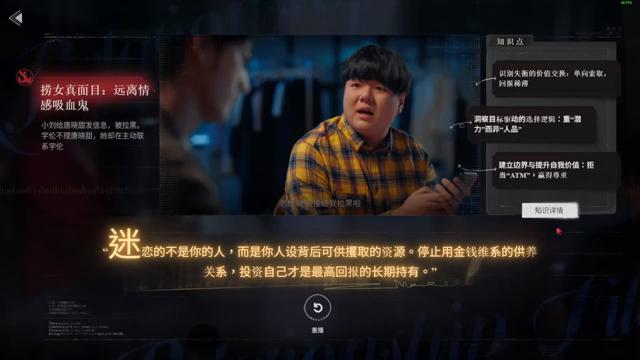 捞女真面目：远离情
感吸血鬼
小刘给唐晓甜发信息，被拉黑。
宇伦不理唐晓甜，她却在主动联
系宇伦
知识点
识别失衡的价值交换：单向索取，
回报稀薄
洞察目标驱动的选择逻辑：重“潜
力”而非“人品”
建立边界与提升自我价值：拒
当“ATM”，赢得尊重
知识详情
“迷恋的不是你的人，而是你人设背后可供攫取的资源。停止用金钱维系的供养
关系，投资自己才是最高回报的长期持有。”
重播